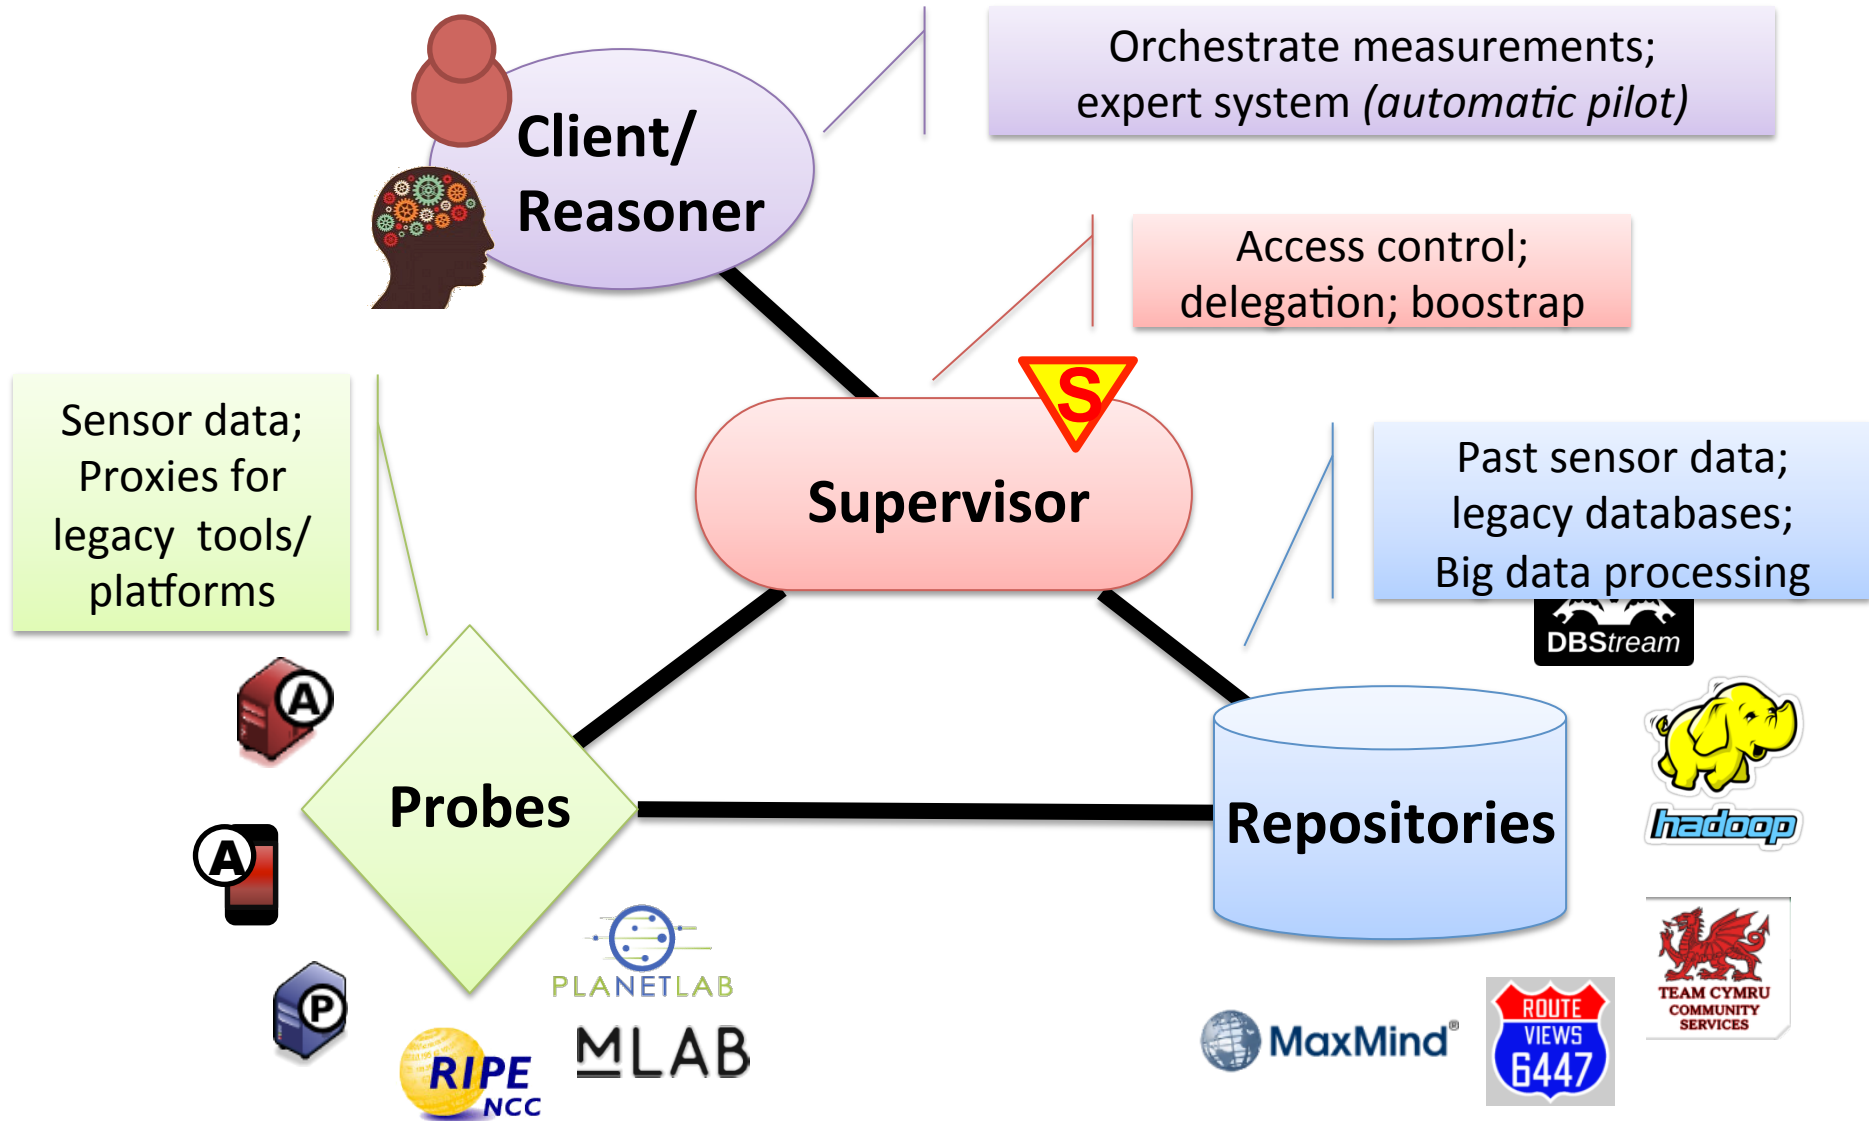 Orchestrate measurements;
expert system (automatic pilot)
Client/
Reasoner
Access control;
delegation; boostrap
S
Sensor data;
Proxies for
legacy tools/
platforms
Supervisor
Past sensor data;
legacy databases;
Big data processing
DBStream
A
Probes
Repositories
hadoop
A
P
PLANETLAB
RIPE
NCC
MLAB
MaxMind®
ROUTE
VIEWS
6447
TEAM CYMRU
COMMUNITY
SERVICES